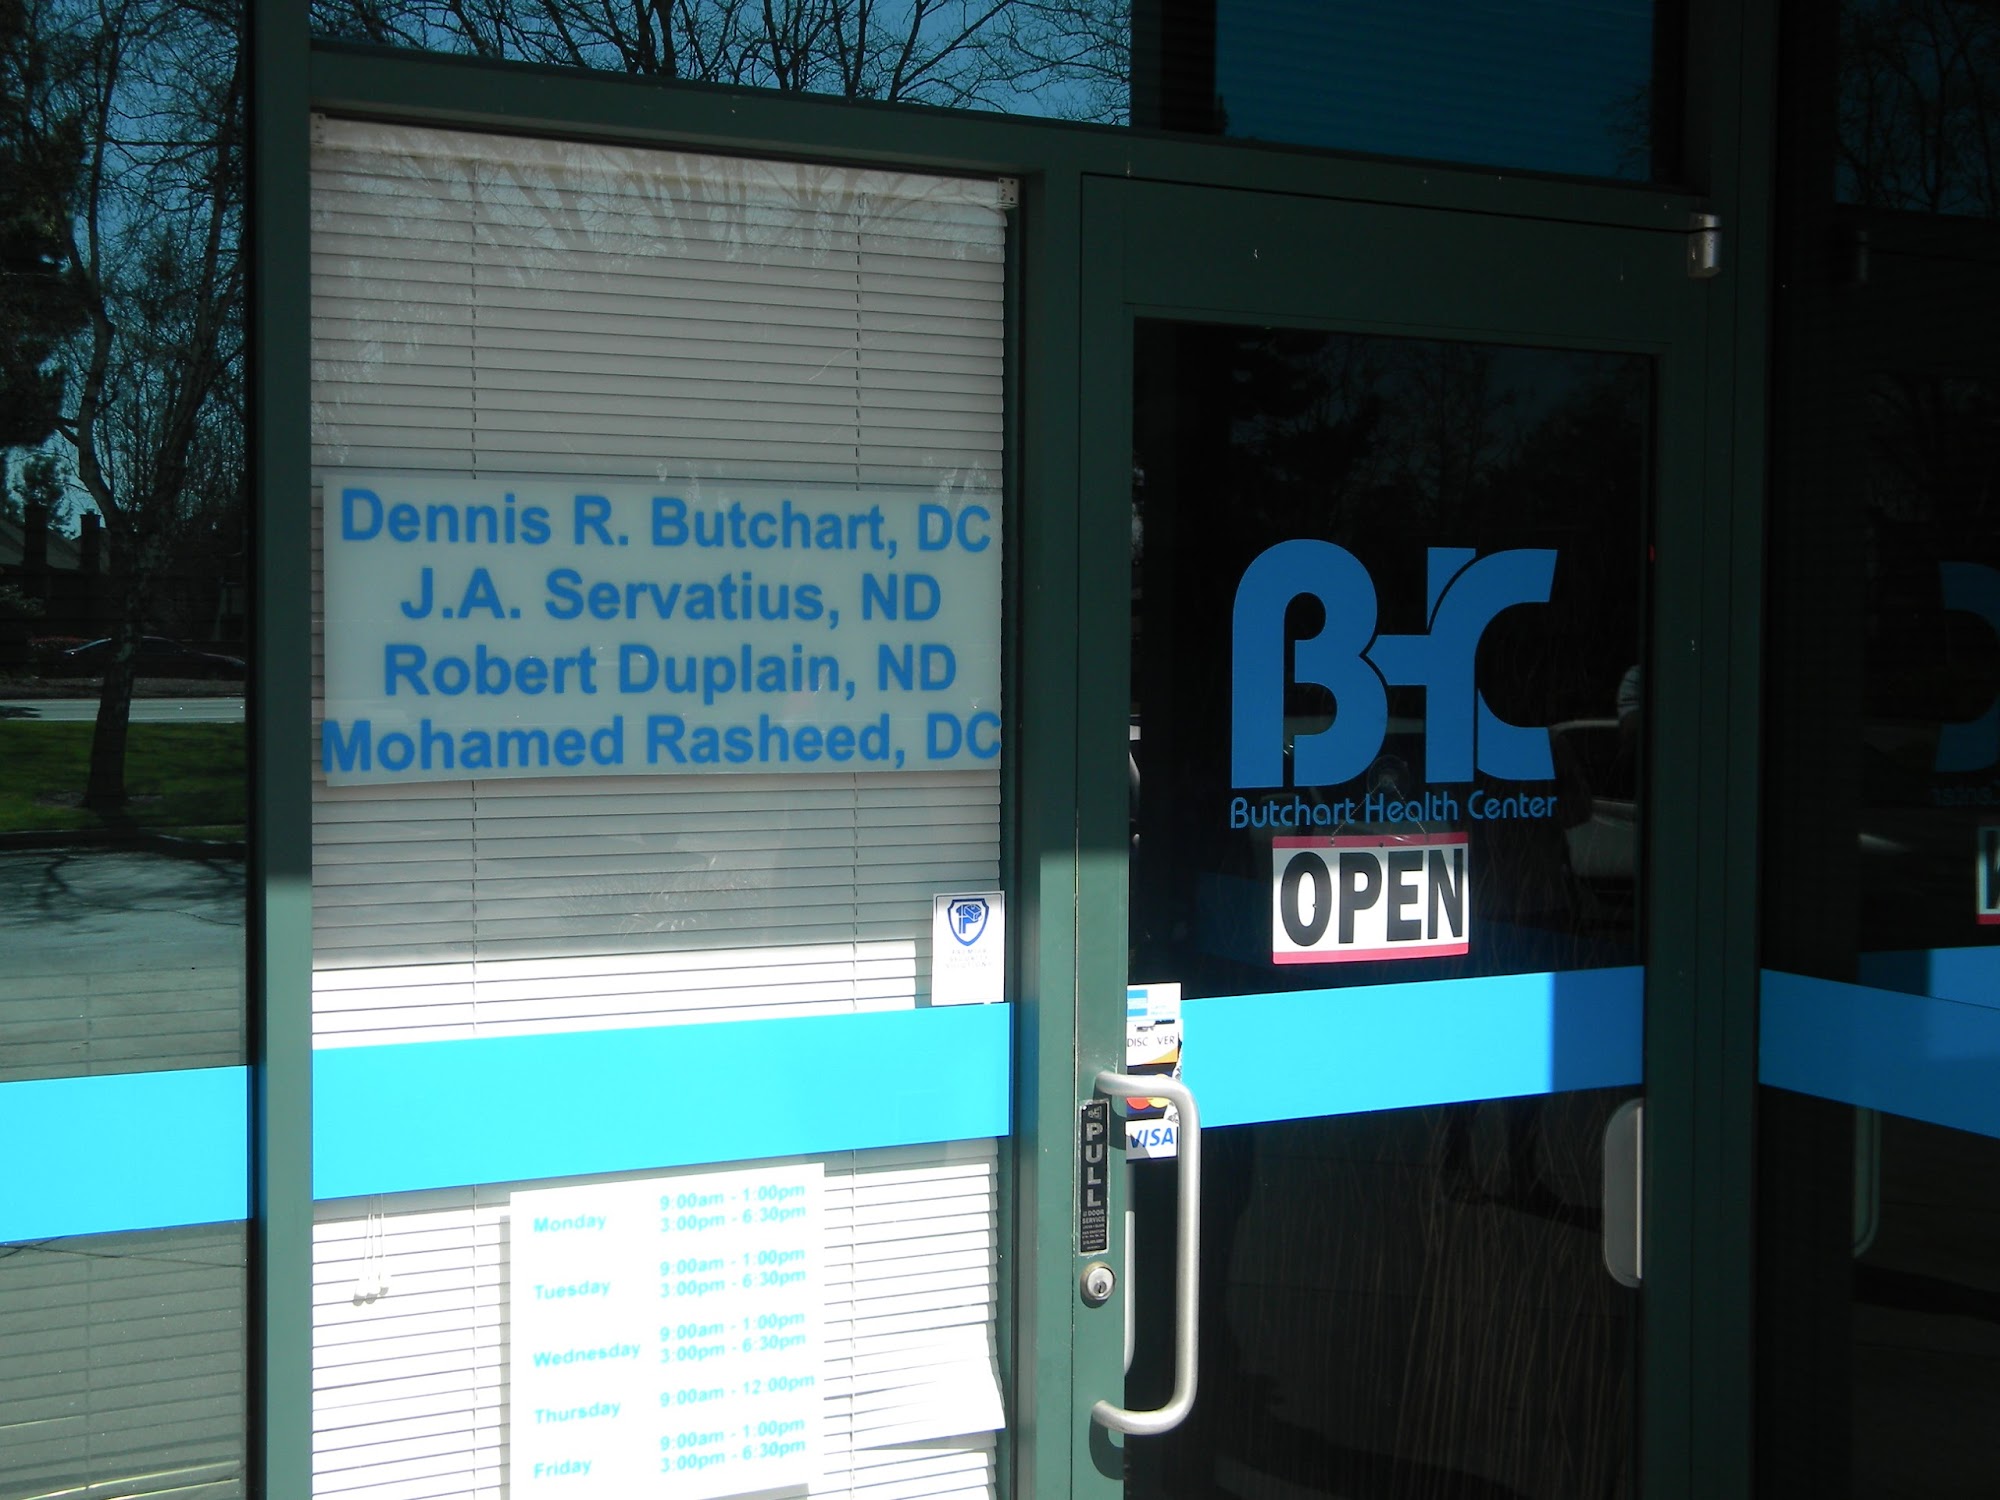 Dennis R. Butchart, DC
J.A. Servatius, ND
Robert Duplain, ND
Mohamed Rasheed, DC
BHC
Butchart Health Center
OPEN
DISCOVER
VISA
PULL
DOOR
SERVICE
Monday 9:00am - 1:00pm
3:00pm - 6:30pm
Tuesday 9:00am - 1:00pm
3:00pm - 6:30pm
Wednesday 9:00am - 1:00pm
3:00pm - 6:30pm
Thursday 9:00am - 12:00pm
Friday 9:00am - 1:00pm
3:00pm - 6:30pm